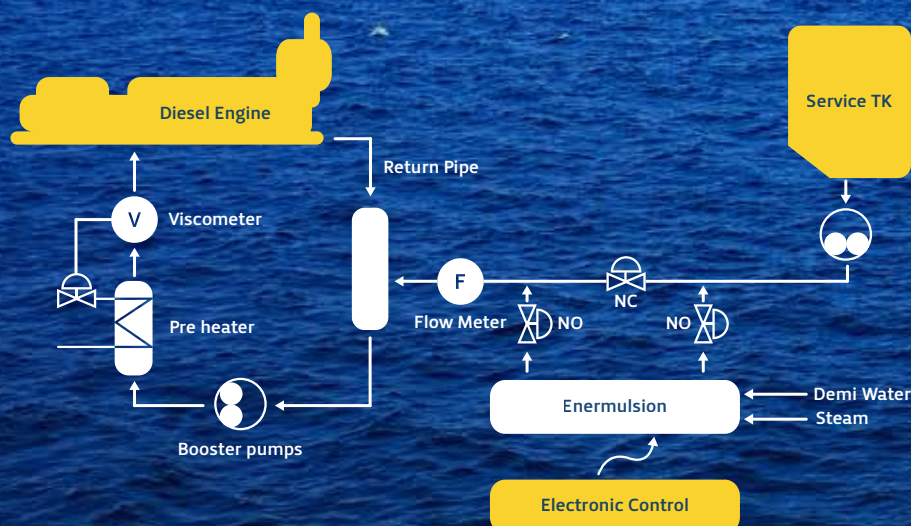 Diesel Engine
Service TK
Return Pipe
V
Viscometer
F
NC
Flow Meter
NO
NO
Pre heater
Enermulsion
Demi Water
Steam
Booster pumps
Electronic Control